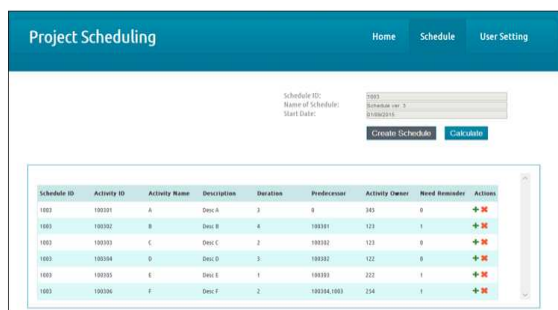 Project Scheduling
Home Schedule User Setting
Schedule ID: 1003
Name of Schedule: Schedule ver. 3
Start Date: 01/09/2015
Create Schedule Calculate
Schedule ID Activity ID Activity Name Description Duration Predecessor Activity Owner Need Reminder Actions
1003 100301 A Desc A 3 0 343 0
1003 100302 B Desc B 4 100301 123 1
1003 100303 C Desc C 2 100302 123 0
1003 100304 D Desc D 3 100302 122 0
1003 100305 E Desc E 1 100303 222 1
1003 100306 F Desc F 2 100304,1003 234 1